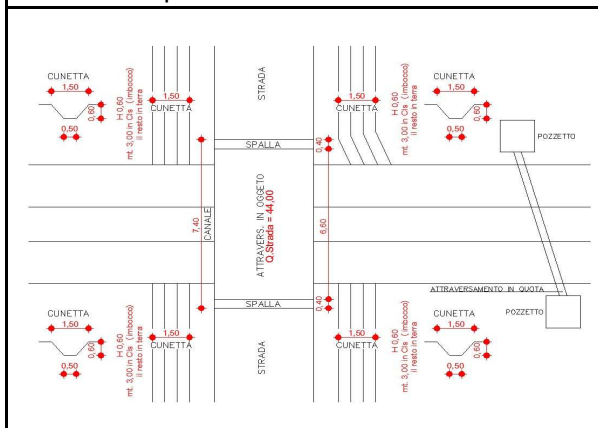 CUNETTA
1,50
0,60
0,50
H 0,60
mt. 3,00 in Cls (imbocco)
il resto in terra
1,50
CUNETTA
STRADA
1,50
CUNETTA
H 0,60
mt. 3,00 in Cls (imbocco)
il resto in terra
CUNETTA
1,50
0,60
0,50
POZZETTO
SPALLA
0,40
7,40
CANALE
ATTRAVERS. IN OGGETO
Q.Strada = 44,00
6,60
ATTRAVERSAMENTO IN QUOTA
SPALLA
0,40
POZZETTO
CUNETTA
1,50
0,60
0,50
H 0,60
mt. 3,00 in Cls (imbocco)
il resto in terra
1,50
CUNETTA
STRADA
1,50
CUNETTA
H 0,60
mt. 3,00 in Cls (imbocco)
il resto in terra
CUNETTA
1,50
0,60
0,50